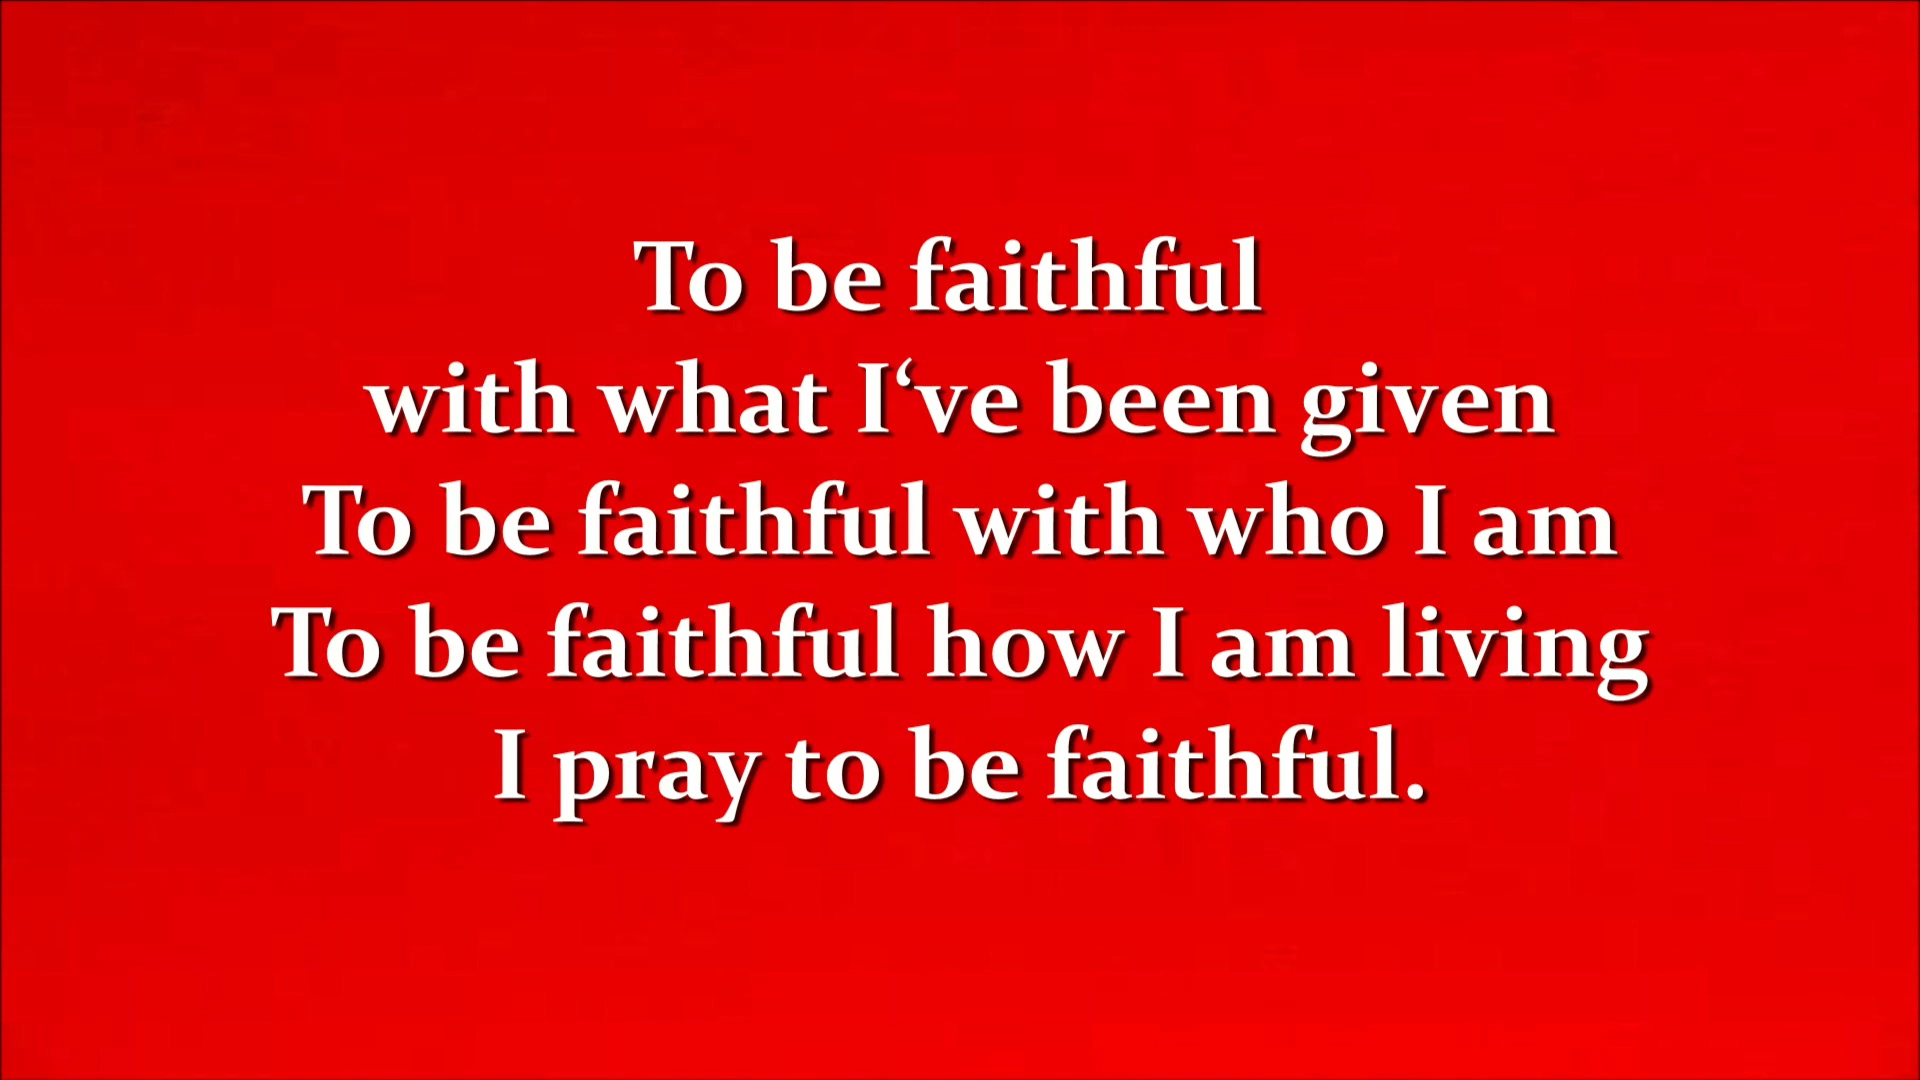 To be faithful
with what I‘ve been given
To be faithful with who I am
To be faithful how I am living
I pray to be faithful.